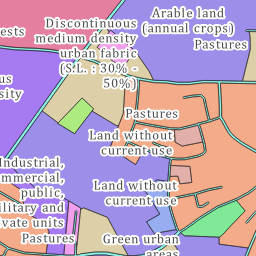 Discontinuous
medium density
urban fabric
(S.L. : 30% -
50%)
Arable land
(annual crops)
Pastures
ests
us
sity
Pastures
Land without
current use
Industrial,
mmercial,
public,
ilitary and
vate units
Land without
current use
Pastures
Green urban
areas